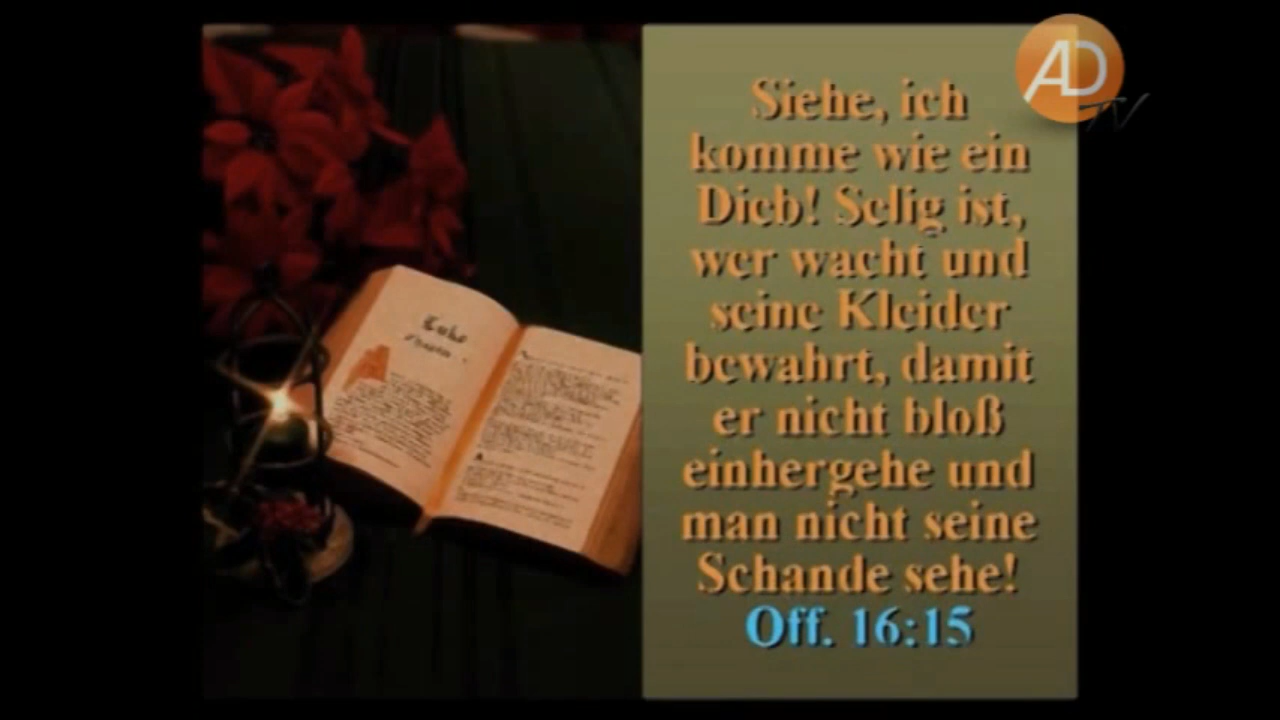 AD
TV
Siehe, ich
komme wie ein
Dieb! Selig ist,
wer wacht und
seine Kleider
bewahrt, damit
er nicht bloß
einhergehe und
man nicht seine
Schande sehe!
Off. 16:15